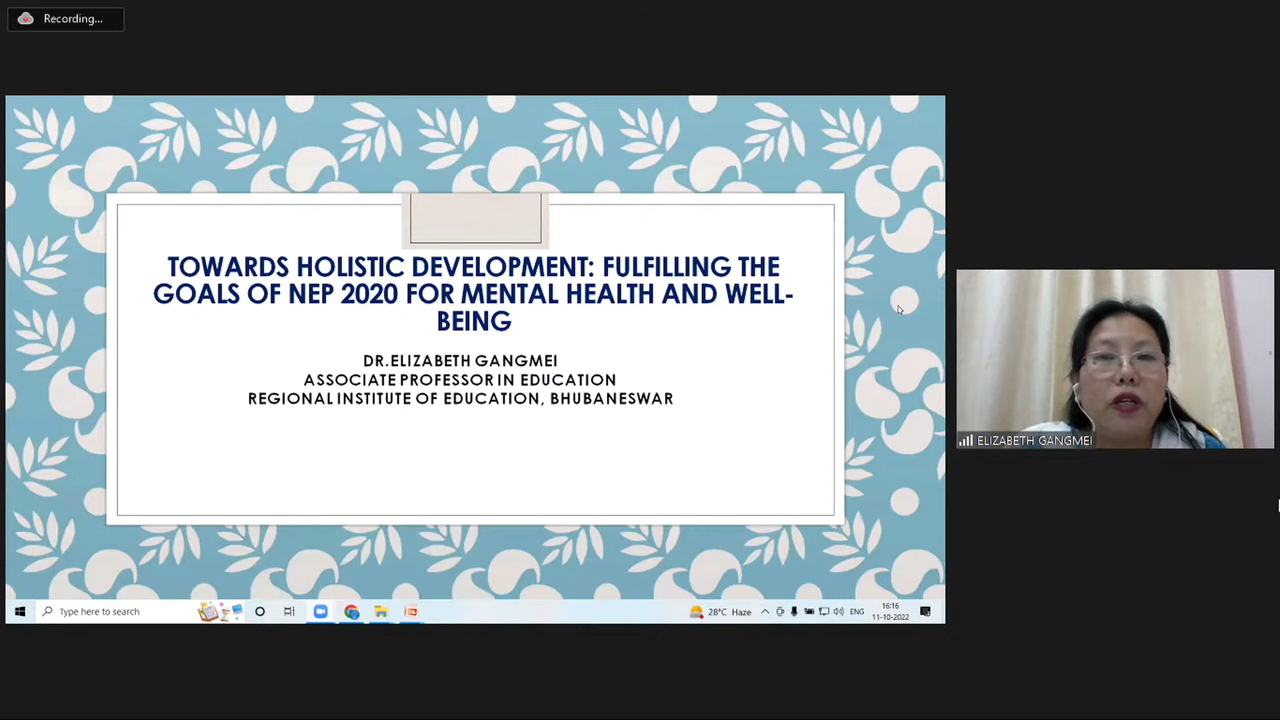 Recording...
TOWARDS HOLISTIC DEVELOPMENT: FULFILLING THE
GOALS OF NEP 2020 FOR MENTAL HEALTH AND WELL-
BEING
DR.ELIZABETH GANGMEI
ASSOCIATE PROFESSOR IN EDUCATION
REGIONAL INSTITUTE OF EDUCATION, BHUBANESWAR
ELIZABETH GANGMEI
Type here to search
28°C Haze
ENG
16:16
11-10-2022